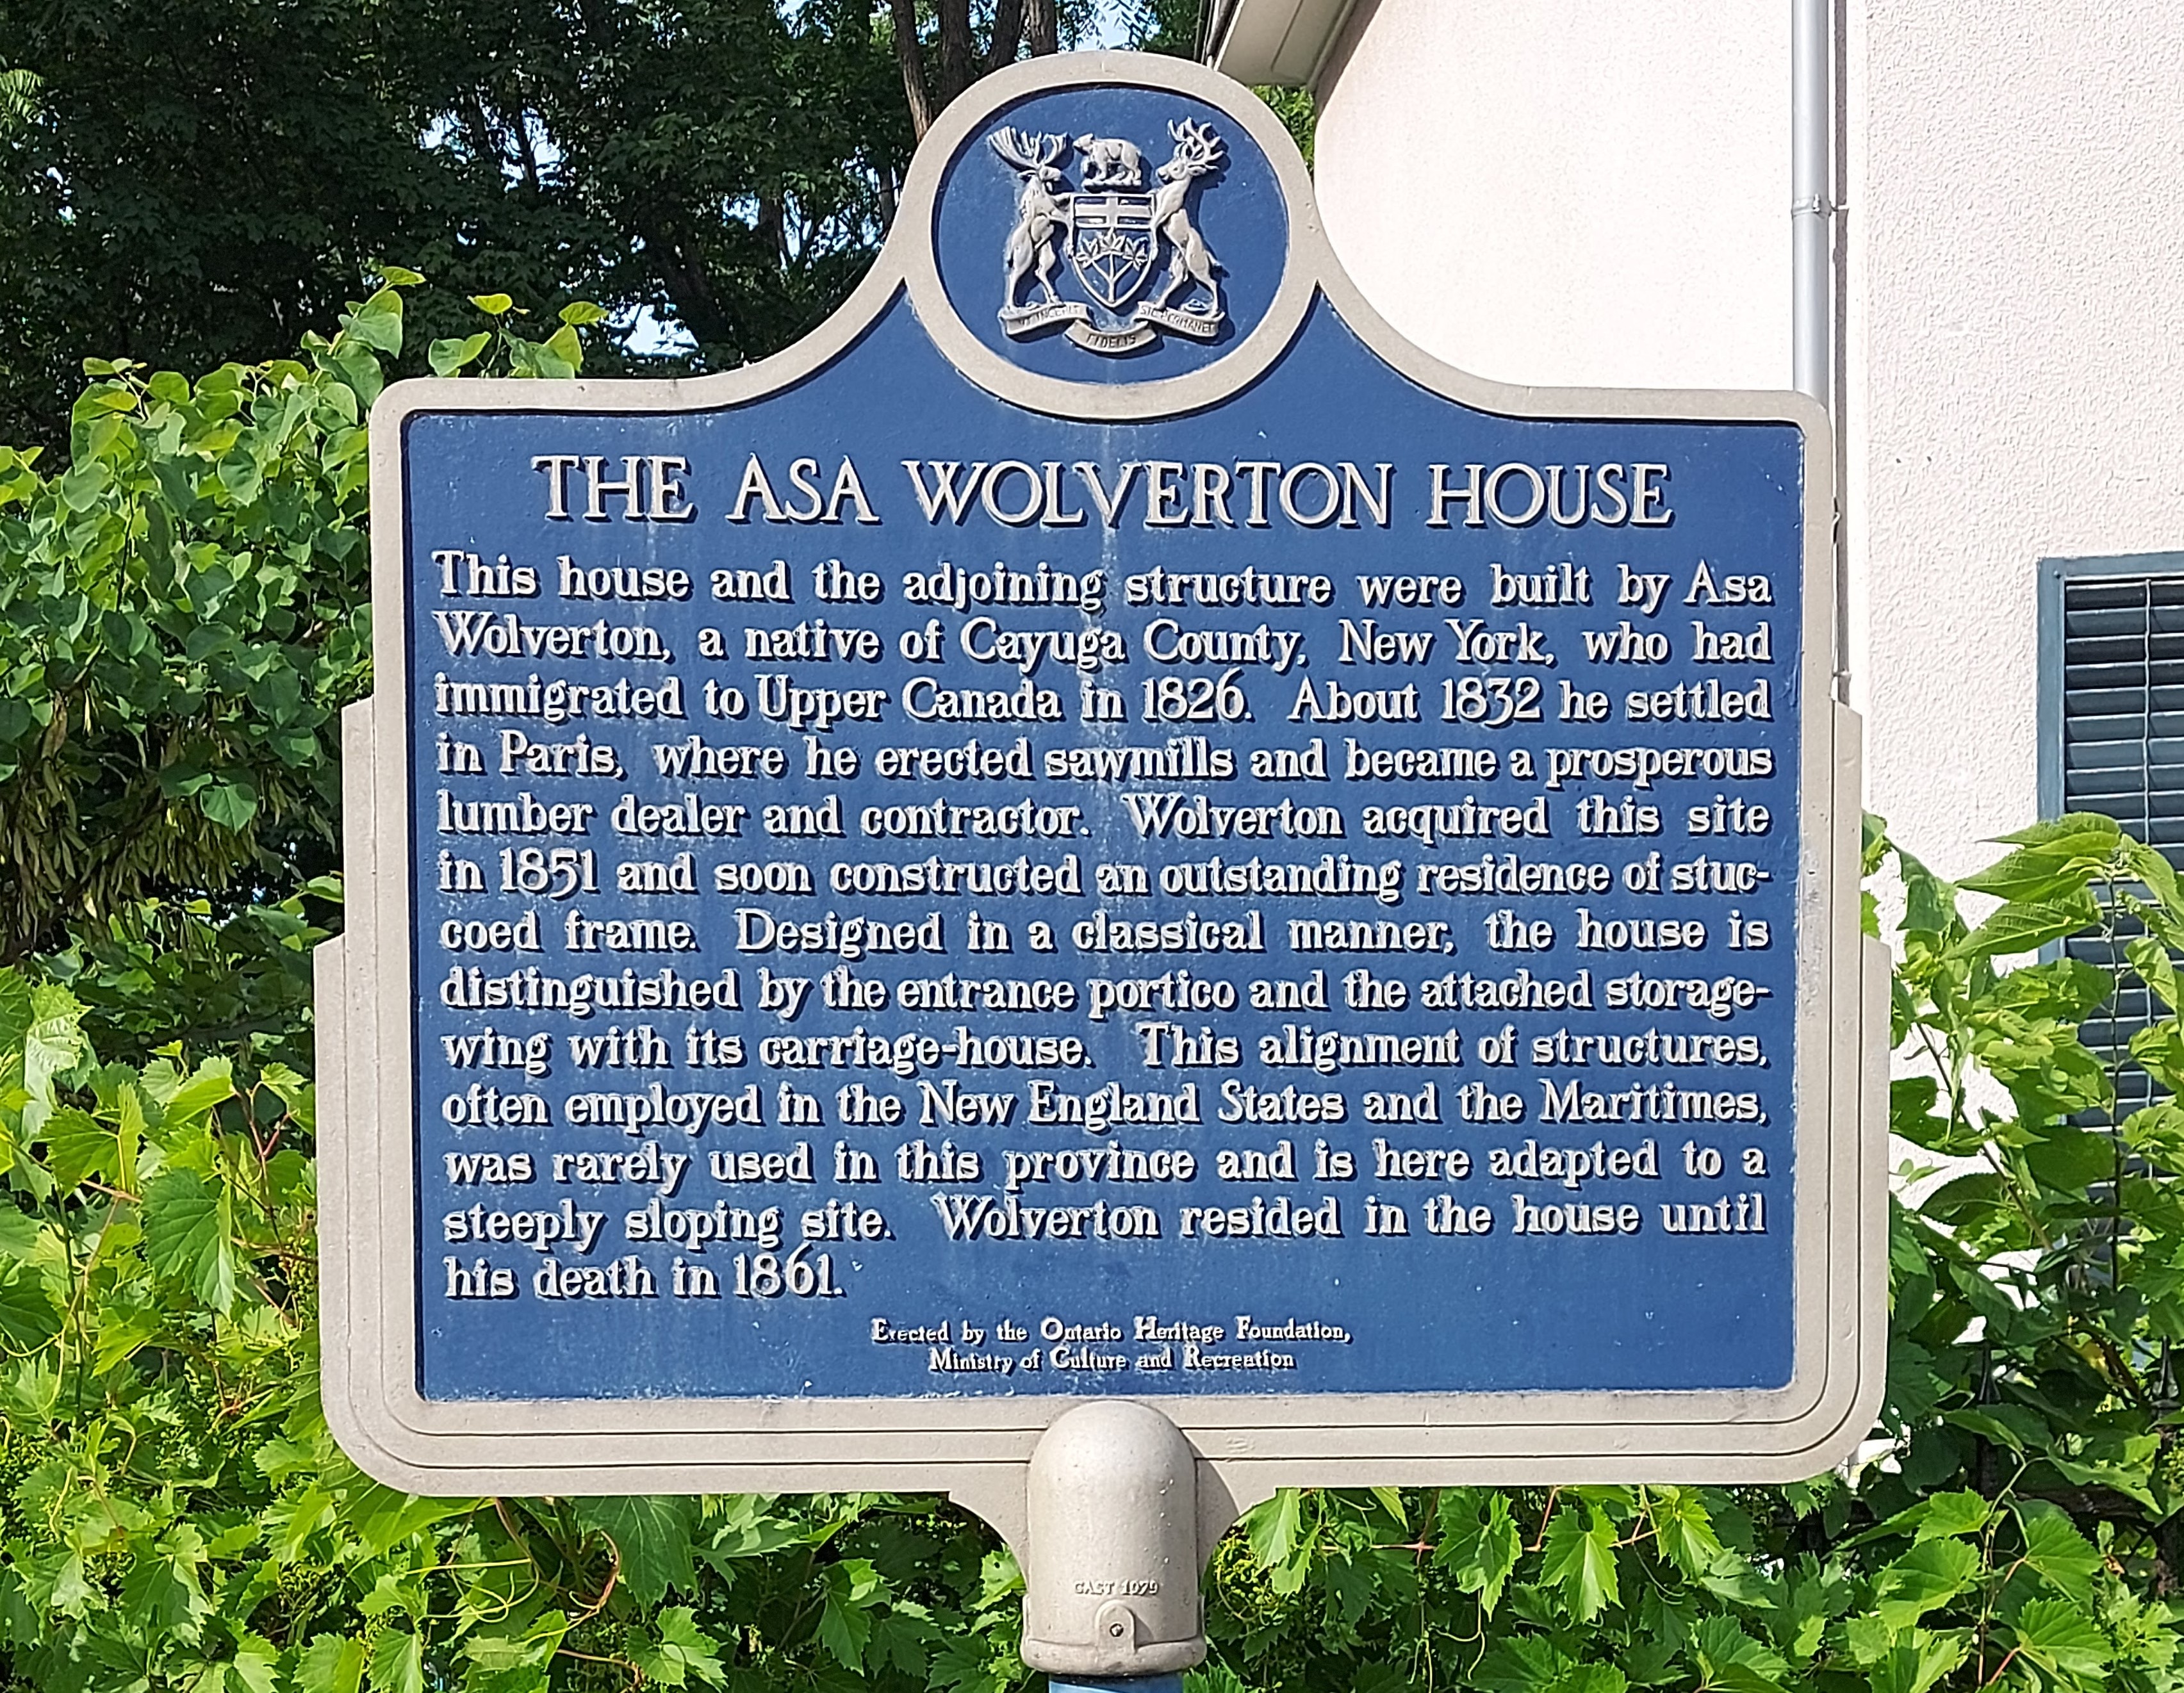 UT INCEPIT
SIC PERMANET
FIDELIS
THE ASA WOLVERTON HOUSE
This house and the adjoining structure were built by Asa
Wolverton, a native of Cayuga County, New York, who had
immigrated to Upper Canada in 1826. About 1832 he settled
in Paris, where he erected sawmills and became a prosperous
lumber dealer and contractor. Wolverton acquired this site
in 1851 and soon constructed an outstanding residence of stuc-
coed frame. Designed in a classical manner, the house is
distinguished by the entrance portico and the attached storage-
wing with its carriage-house. This alignment of structures,
often employed in the New England States and the Maritimes,
was rarely used in this province and is here adapted to a
steeply sloping site. Wolverton resided in the house until
his death in 1861.
Erected by the Ontario Heritage Foundation,
Ministry of Culture and Recreation
CAST 1979